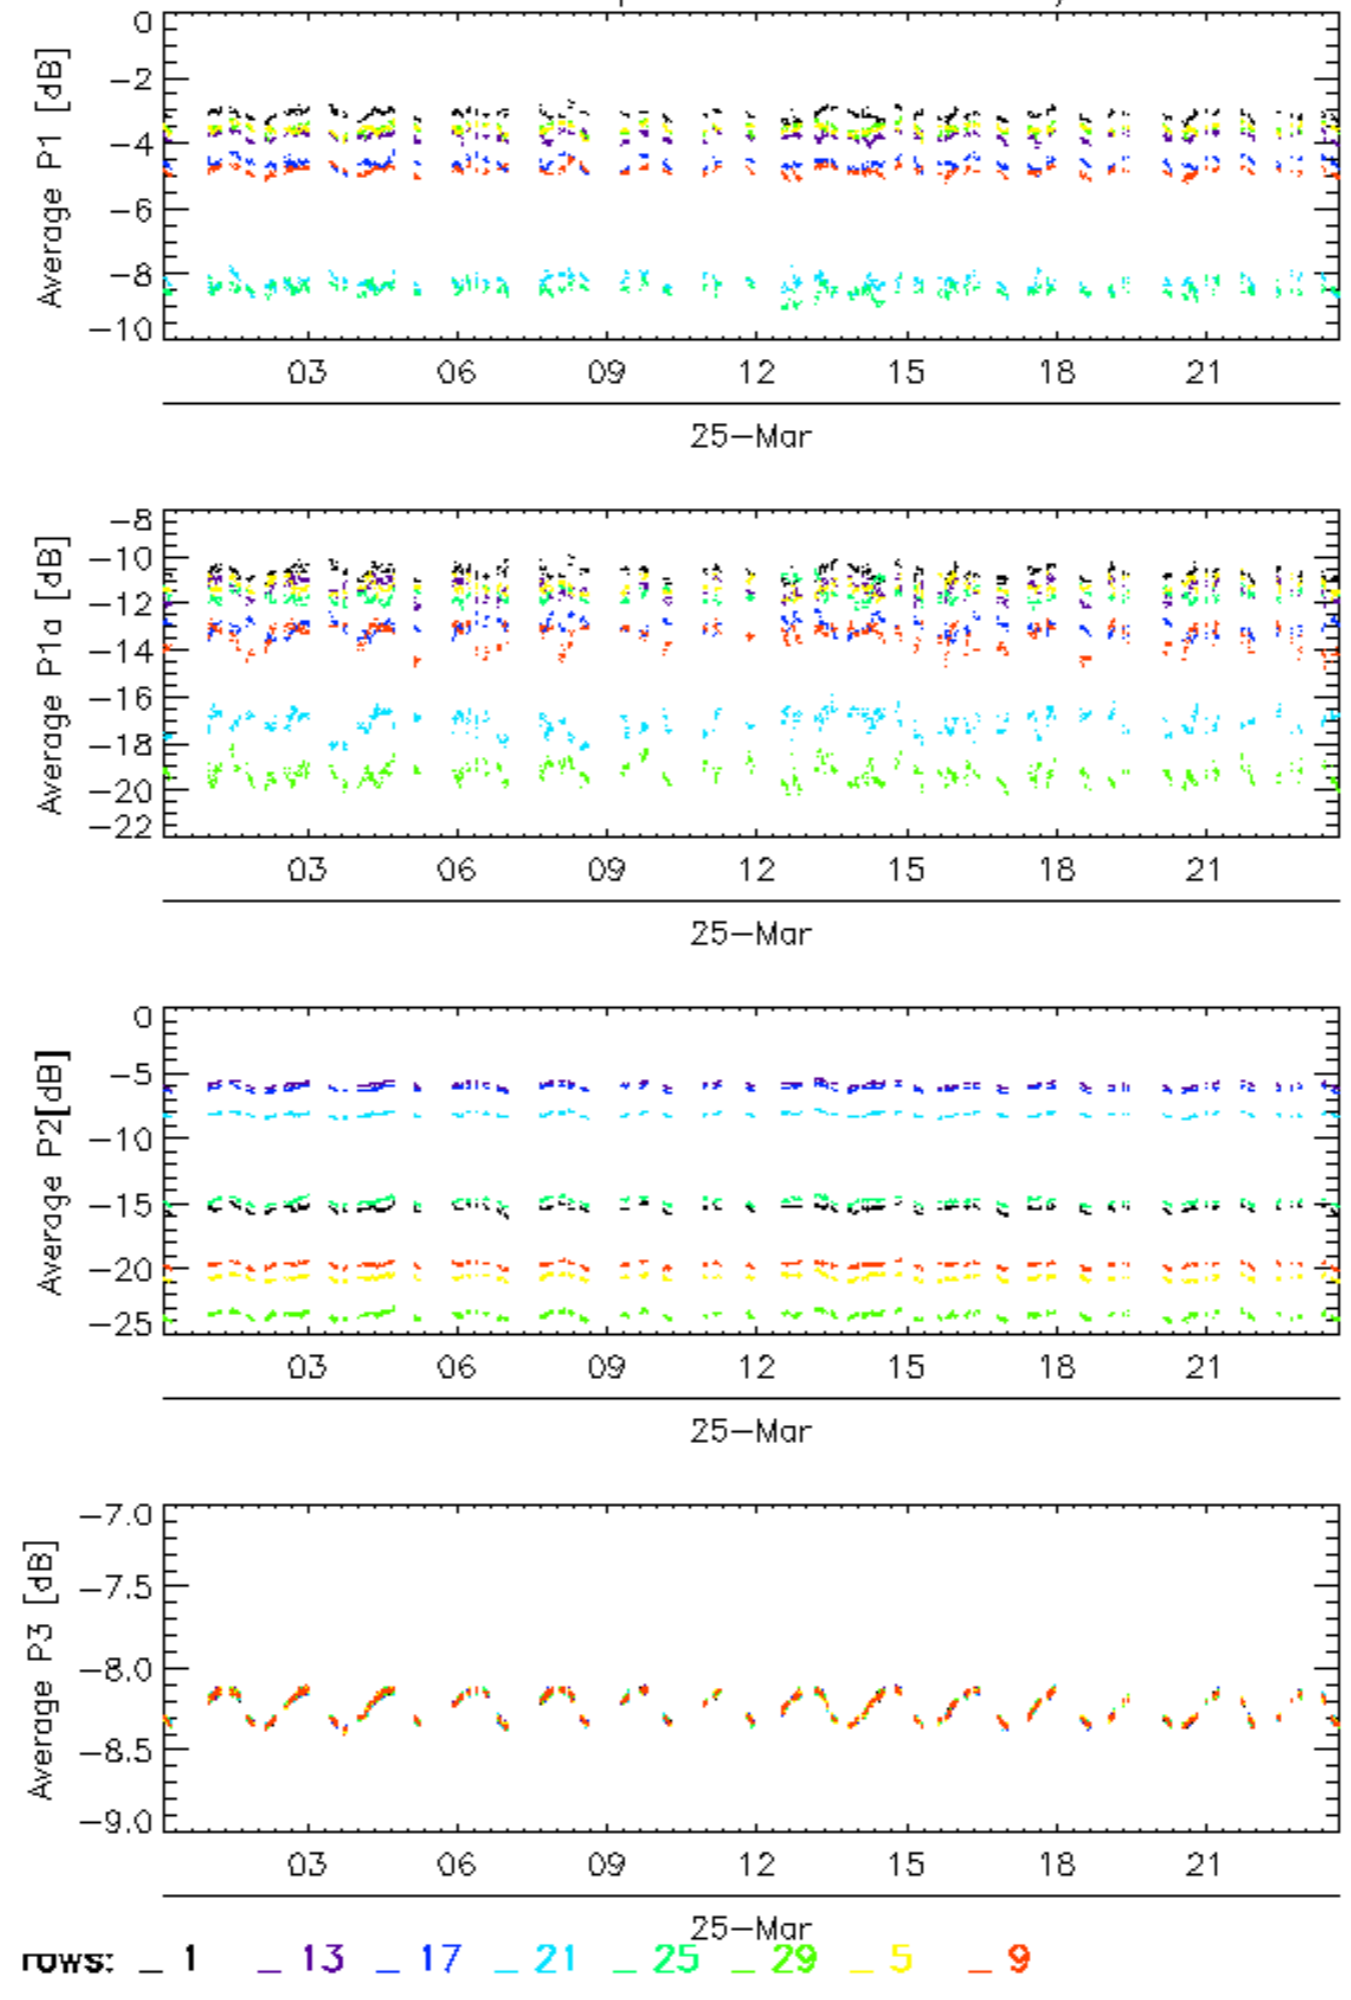 Average P1 [dB]
0
−2
−4
−6
−8
−10
03 06 09 12 15 18 21
25−Mar
Average P1a [dB]
−8
−10
−12
−14
−16
−18
−20
−22
03 06 09 12 15 18 21
25−Mar
Average P2[dB]
0
−5
−10
−15
−20
−25
03 06 09 12 15 18 21
25−Mar
Average P3 [dB]
−7.0
−7.5
−8.0
−8.5
−9.0
03 06 09 12 15 18 21
25−Mar
rows: _ 1 _ 13 _ 17 _ 21 _ 25 _ 29 _ 5 _ 9